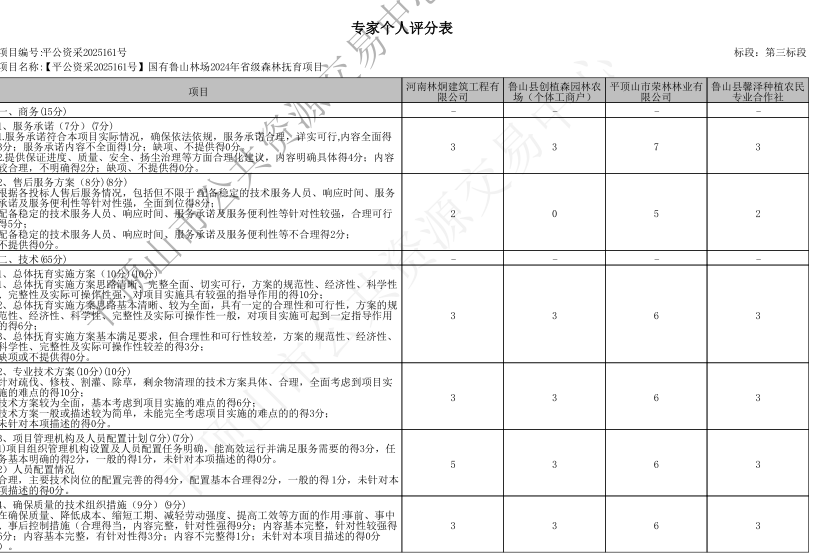 专家个人评分表
项目编号:平公资采2025161号
标段：第三标段
项目名称:【平公资采2025161号】国有鲁山林场2024年省级森林抚育项目
项目
河南林炯建筑工程有
限公司
鲁山县创植森园林农
场（个体工商户）
平顶山市荣林林业有
限公司
鲁山县馨泽种植农民
专业合作社
一、商务(15分)
－ － － －
1、服务承诺（7分）(7分)
1.服务承诺符合本项目实际情况，确保依法依规，服务承诺合理，详实可行,内容全面得
3分；服务承诺内容不全面得1分；缺项、不提供得0分。
2.提供保证进度、质量、安全、扬尘治理等方面合理化建议，内容明确具体得4分；内容
较合理，不明确得2分；缺项、不提供得0分。
3 3 7 3
2、售后服务方案（8分)(8分)
根据各投标人售后服务情况，包括但不限于:配备稳定的技术服务人员、响应时间、服务
承诺及服务便利性等针对性强，全面到位得8分；
配备稳定的技术服务人员、响应时间、服务承诺及服务便利性等针对性较强，合理可行
得5分；
配备稳定的技术服务人员、响应时间、服务承诺及服务便利性等不合理得2分；
不提供得0分。
2 0 5 2
二、技术(65分)
－ － － －
1、总体抚育实施方案（10分)(10分)
1、总体抚育实施方案思路清晰、完整全面、切实可行，方案的规范性、经济性、科学性
、完整性及实际可操作性强，对项目实施具有较强的指导作用的得10分；
2、总体抚育实施方案思路基本清晰、较为全面，具有一定的合理性和可行性，方案的规
范性、经济性、科学性、完整性及实际可操作性一般，对项目实施可起到一定指导作用
的得6分；
3、总体抚育实施方案基本满足要求，但合理性和可行性较差，方案的规范性、经济性、
科学性、完整性及实际可操作性较差的得3分；
缺项或不提供得0分。
3 3 6 3
2、专业技术方案(10分)(10分)
针对疏伐、修枝、割灌、除草，剩余物清理的技术方案具体、合理，全面考虑到项目实
施的难点的得10分；
技术方案较为全面，基本考虑到项目实施的难点的得6分；
技术方案一般或描述较为简单，未能完全考虑项目实施的难点的的得3分；
未针对本项描述的得0分。
3 3 6 3
3、项目管理机构及人员配置计划(7分)(7分)
1)项目组织管理机构设置及人员配置任务明确，能高效运行并满足服务需要的得3分，任
务基本明确的得2分，一般的得1分，未针对本项描述的得0分。
2）人员配置情况
合理，主要技术岗位的配置完善的得4分，配置基本合理得2分，一般的得 1分，未针对本
项描述的得0分。
5 3 6 3
4、确保质量的技术组织措施（9分）(9分)
在确保质量、降低成本、缩短工期、减轻劳动强度、提高工效等方面的作用:事前、事中
、事后控制措施（合理得当，内容完整，针对性强得9分；内容基本完整，针对性较强得
6分；内容基本完整，有针对性得3分；内容不完整得1分；未针对本项目描述的得0分
）。
3 3 6 3
平顶山市公共资源交易中心
平顶山市公共资源交易中心